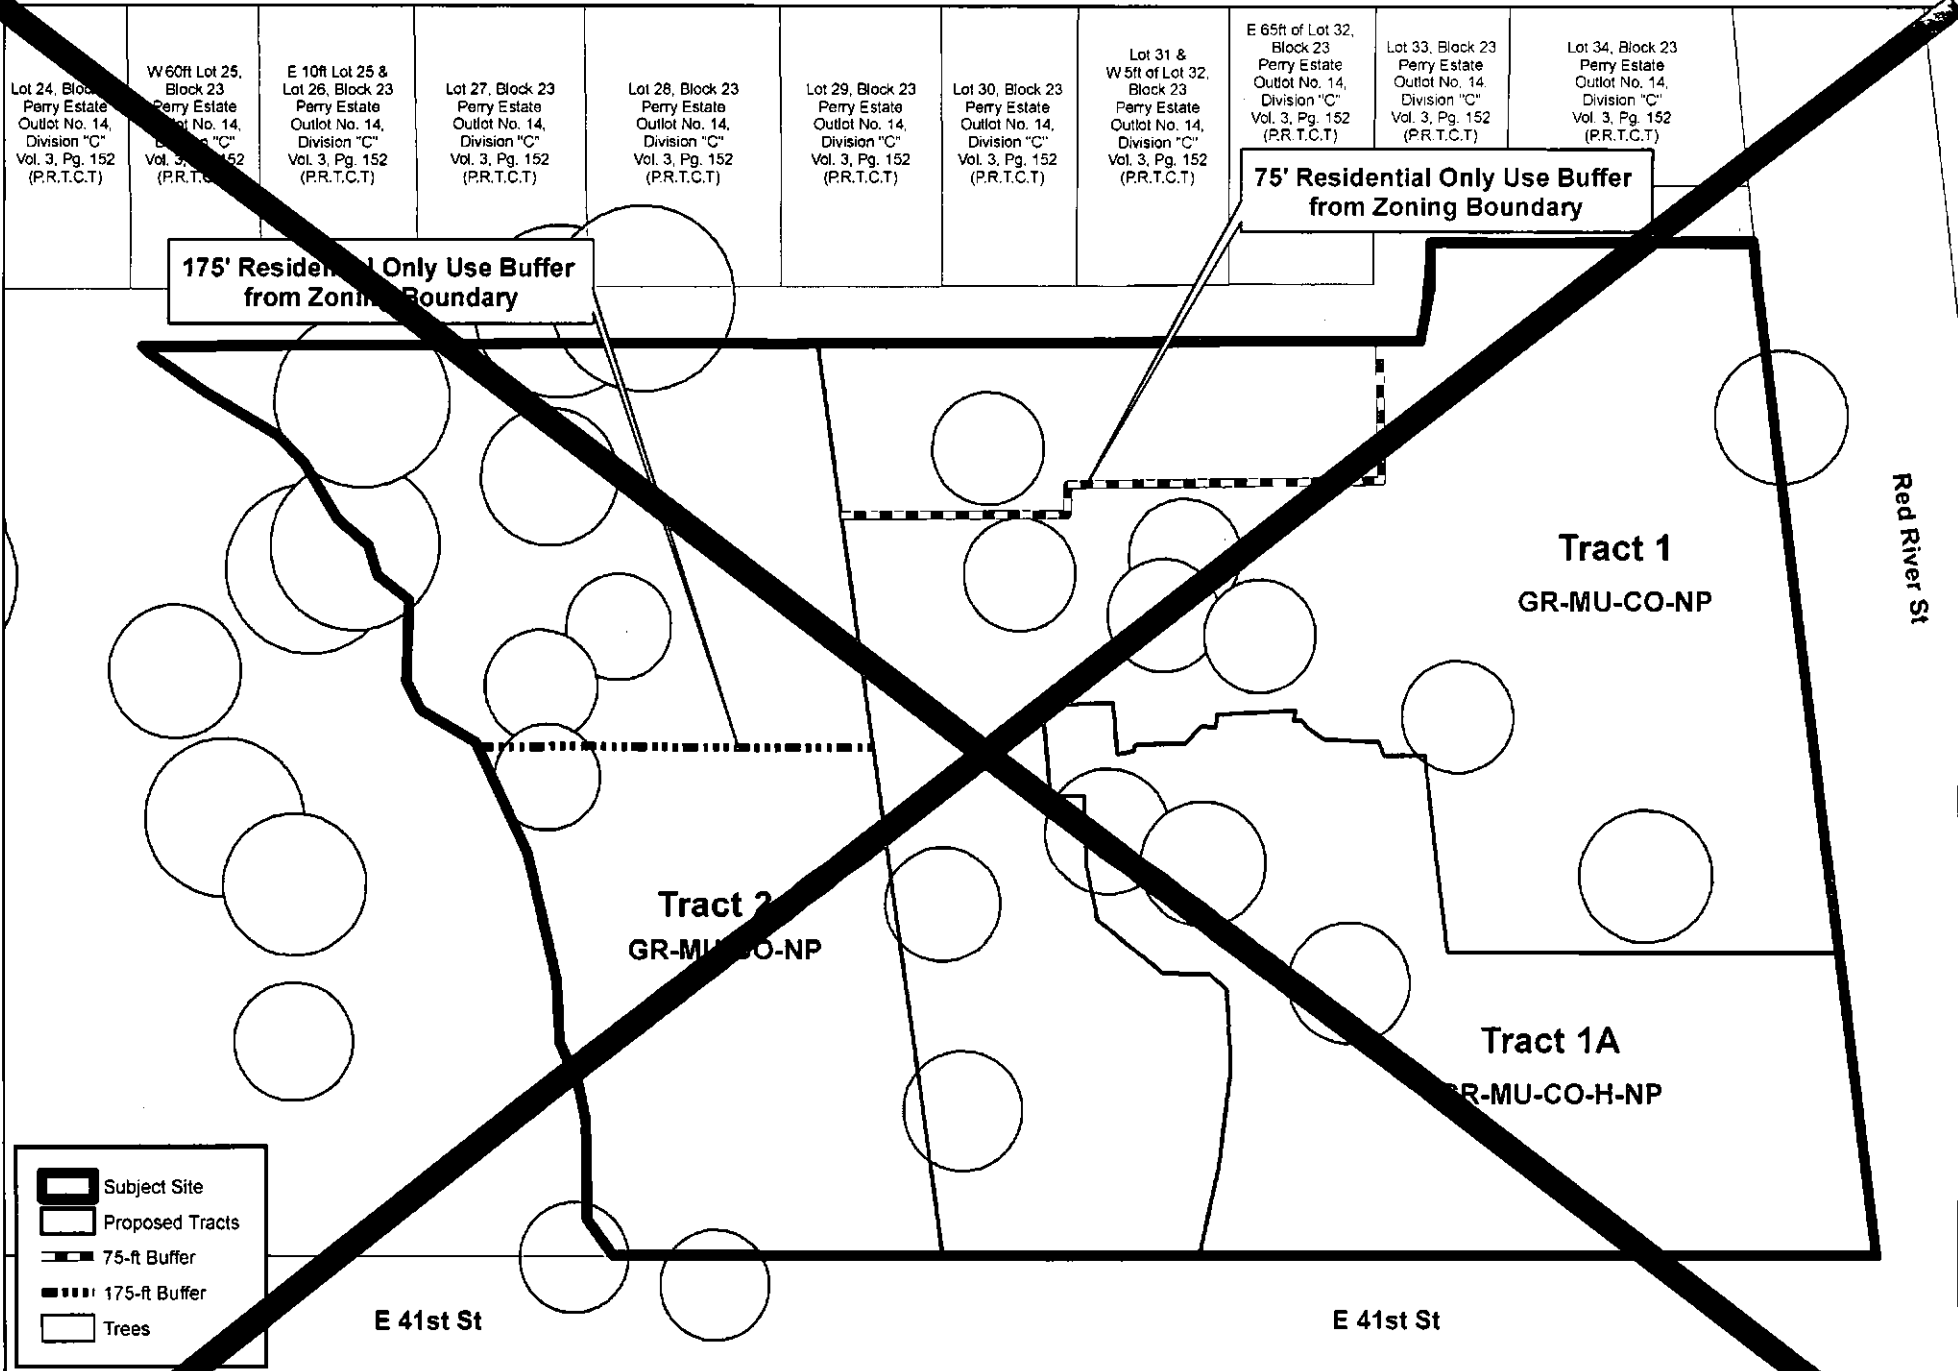 Lot 24,
Perry Estate
Outlot No. 14,
Division "C"
Vol. 3, Pg. 152
(P.R.T.C.T)
W 60ft Lot 25,
Block 23
Perry Estate
No. 14,
"C"
Vol.
E 10ft Lot 25 &
Lot 26, Block 23
Perry Estate
Outlot No. 14,
Division "C"
Vol. 3, Pg. 152
(P.R.T.C.T)
Lot 27, Block 23
Perry Estate
Outlot No. 14,
Division "C"
Vol. 3, Pg. 152
(P.R.T.C.T)
Lot 28, Block 23
Perry Estate
Outlot No. 14,
Division "C"
Vol. 3, Pg. 152
(P.R.T.C.T)
Lot 29, Block 23
Perry Estate
Outlot No. 14,
Division "C"
Vol. 3, Pg. 152
(P.R.T.C.T)
Lot 30, Block 23
Perry Estate
Outlot No. 14,
Division "C"
Vol. 3, Pg. 152
(P.R.T.C.T)
Lot 31 &
W 5ft of Lot 32,
Block 23
Perry Estate
Outlot No. 14,
Division "C"
Vol. 3, Pg. 152
(P.R.T.C.T)
E 65ft of Lot 32,
Block 23
Perry Estate
Outlot No. 14,
Division "C"
Vol. 3, Pg. 152
(P.R.T.C.T)
Lot 33, Block 23
Perry Estate
Outlot No. 14,
Division "C"
Vol. 3, Pg. 152
(P.R.T.C.T)
Lot 34, Block 23
Perry Estate
Outlot No. 14,
Division "C"
Vol. 3, Pg. 152
(P.R.T.C.T)
75' Residential Only Use Buffer
from Zoning Boundary
175' Residential Only Use Buffer
from Zoning Boundary
Tract 1
GR-MU-CO-NP
Red River St
Tract 2
GR-MU-CO-NP
Tract 1A
GR-MU-CO-H-NP
Subject Site
Proposed Tracts
75-ft Buffer
175-ft Buffer
Trees
E 41st St
E 41st St